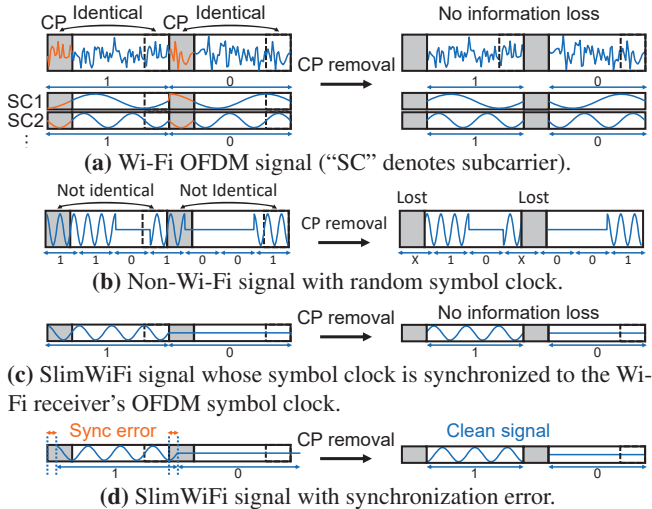 CP Identical CP Identical No information loss
CP removal
1 0 1 0
SC1
SC2
⋮
1 0 1 0
(a) Wi-Fi OFDM signal (“SC” denotes subcarrier).
Not identical Not Identical Lost Lost
CP removal
1 1 0 1 0 0 1 X 1 0 X 0 0 1
(b) Non-Wi-Fi signal with random symbol clock.
No information loss
CP removal
1 0 1 0
(c) SlimWiFi signal whose symbol clock is synchronized to the Wi-
Fi receiver’s OFDM symbol clock.
Sync error CP removal Clean signal
1 0 1 0
(d) SlimWiFi signal with synchronization error.